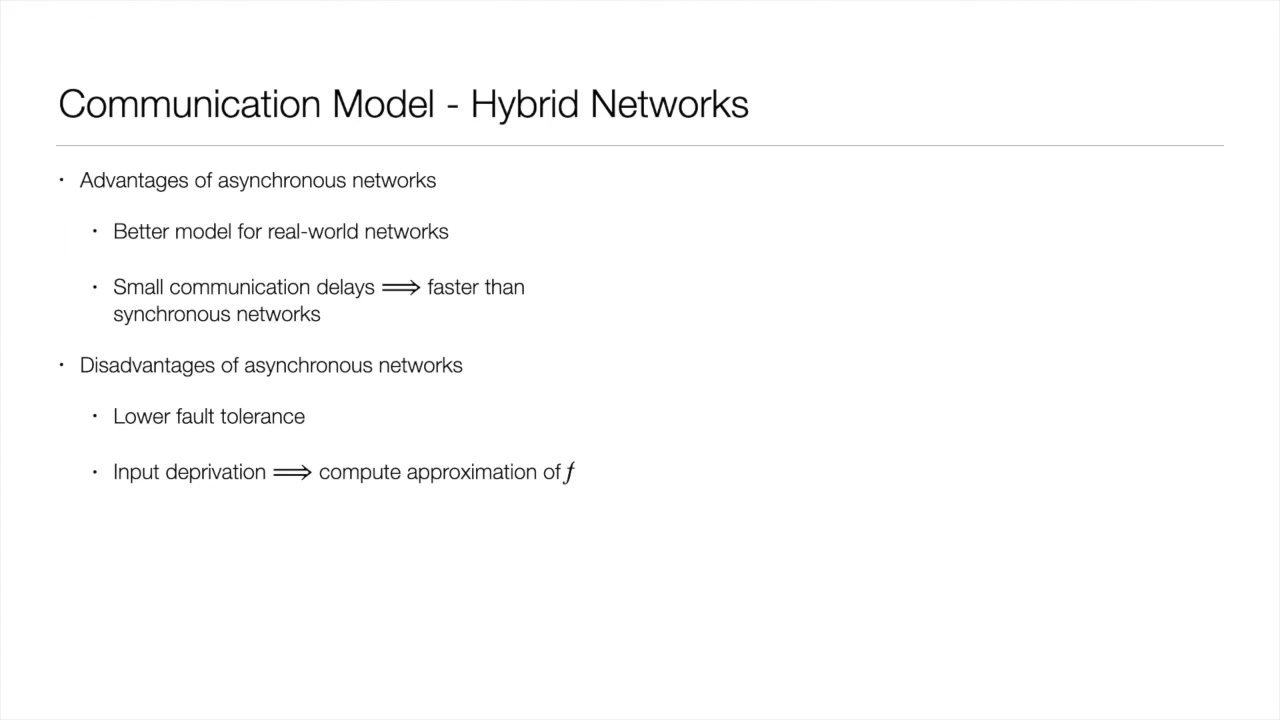 Communication Model - Hybrid Networks
• Advantages of asynchronous networks
• Better model for real-world networks
• Small communication delays ⟹ faster than
synchronous networks
• Disadvantages of asynchronous networks
• Lower fault tolerance
• Input deprivation ⟹ compute approximation of f